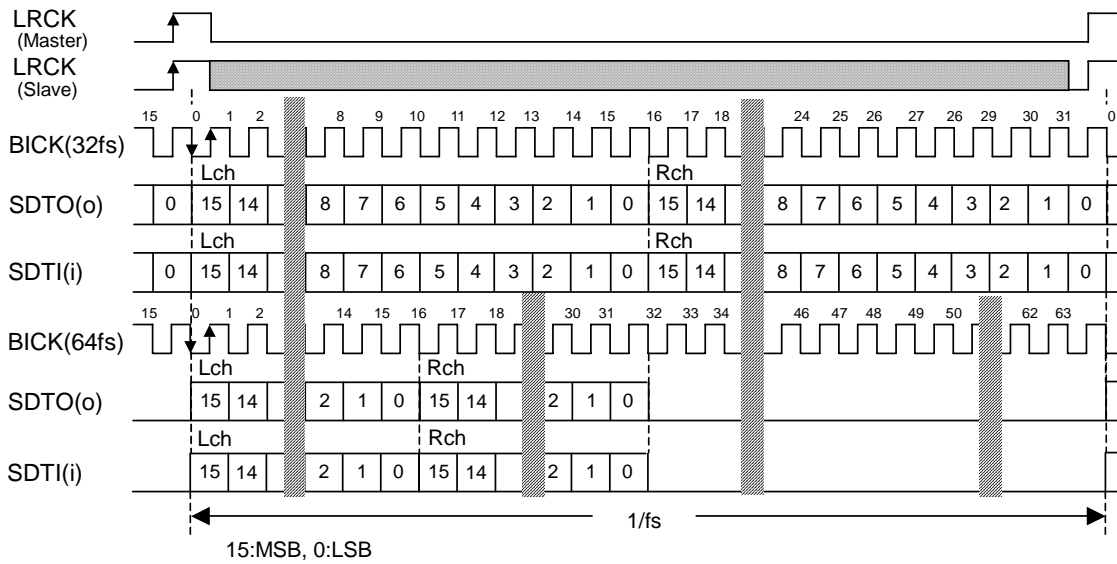 LRCK
(Master)
LRCK
(Slave)
15 0 1 2 8 9 10 11 12 13 14 15 16 17 18 24 25 26 27 26 29 30 31 0
BICK(32fs)
Lch Rch
SDTO(o) 0 15 14 8 7 6 5 4 3 2 1 0 15 14 8 7 6 5 4 3 2 1 0
Lch Rch
SDTI(i) 0 15 14 8 7 6 5 4 3 2 1 0 15 14 8 7 6 5 4 3 2 1 0
15 0 1 2 14 15 16 17 18 30 31 32 33 34 46 47 48 49 50 62 63
BICK(64fs)
Lch Rch
SDTO(o) 15 14 2 1 0 15 14 2 1 0
Lch Rch
SDTI(i) 15 14 2 1 0 15 14 2 1 0
1/fs
15:MSB, 0:LSB